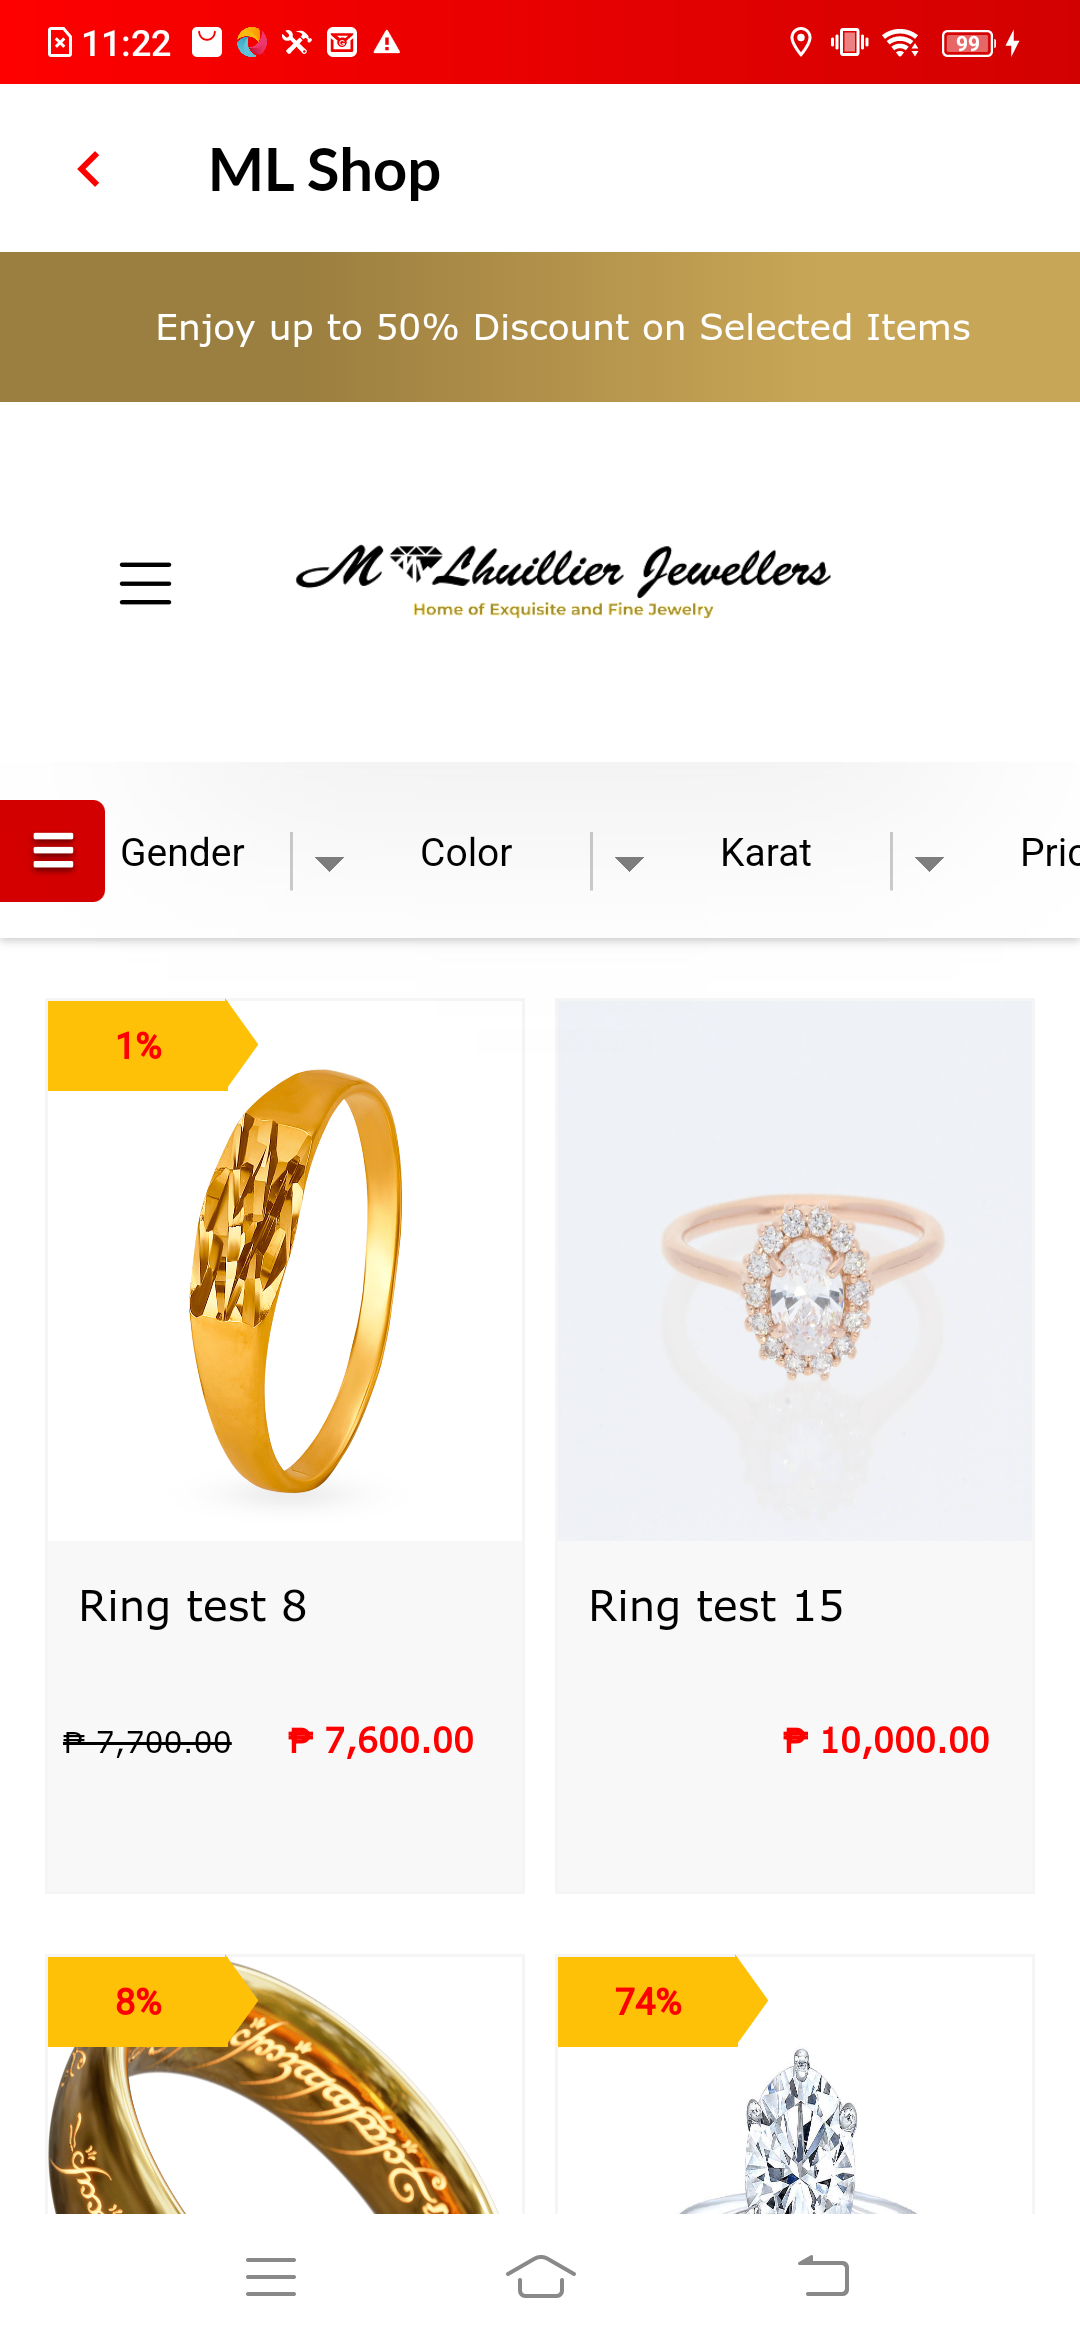 11:22
99
ML Shop
Enjoy up to 50% Discount on Selected Items
M Lhuillier Jewellers
Home of Exquisite and Fine Jewelry
Gender
Color
Karat
Pric
1%
Ring test 8
Ring test 15
₱ 7,700.00
₱ 7,600.00
₱ 10,000.00
8%
74%